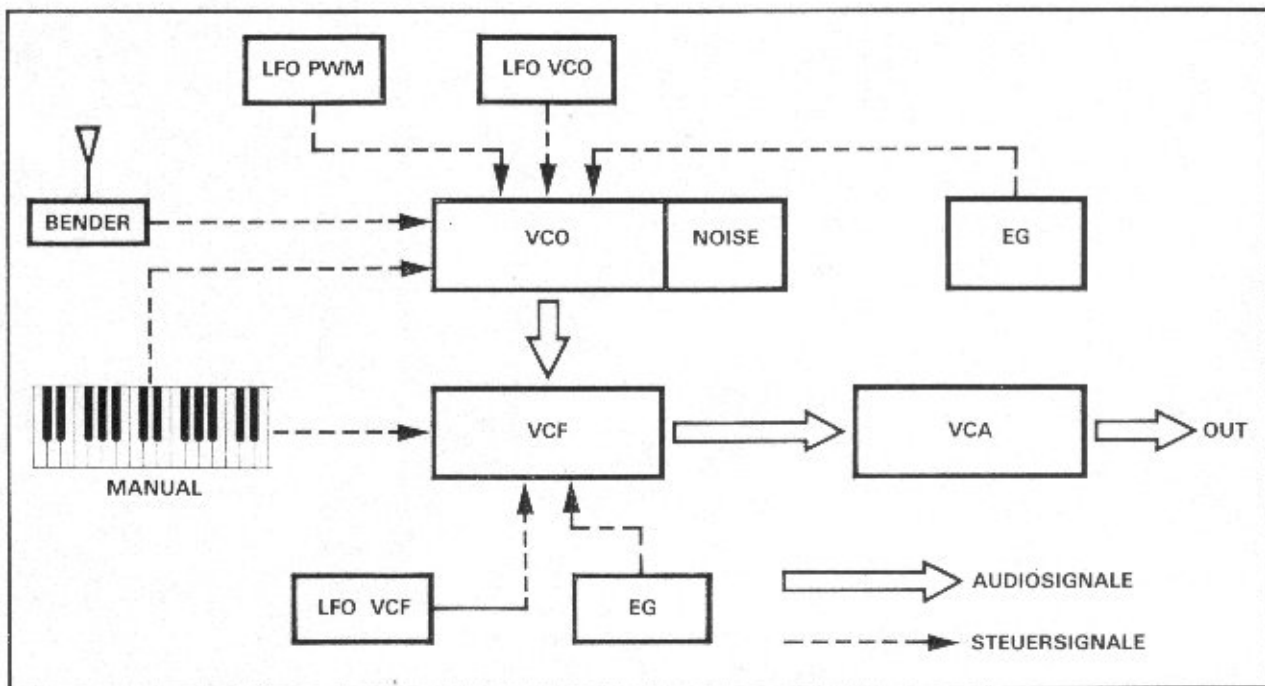 LFO PWM
LFO VCO
BENDER
VCO
NOISE
EG
VCF
VCA
OUT
MANUAL
LFO VCF
EG
AUDIOSIGNALE
STEUERSIGNALE